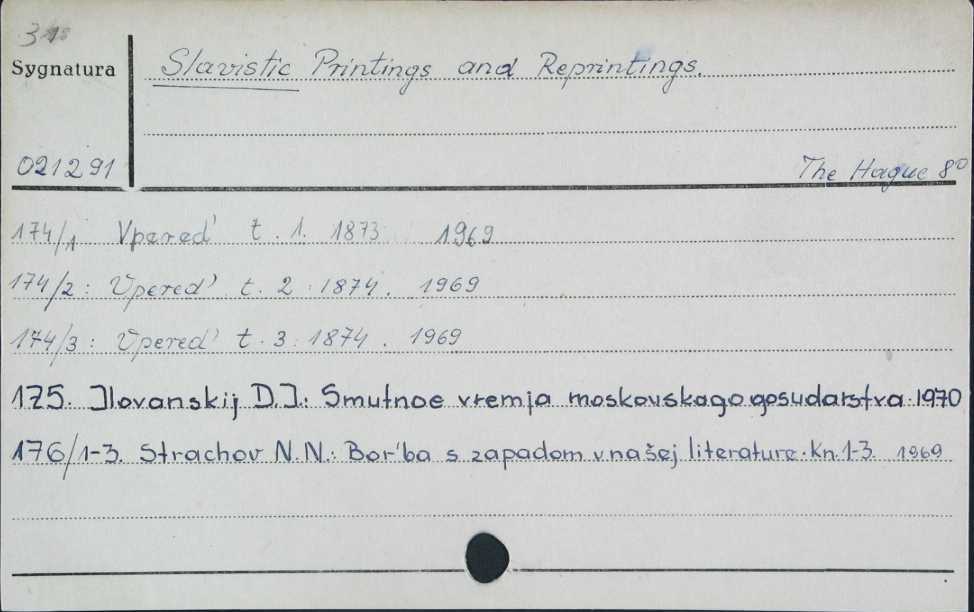 31
Sygnatura
Slavistic Printings and Reprintings.
021291
The Hague 8°
174/1 Vpered' t. 1. 1873 1969
174/2: Vpered' t. 2. 1874. 1969
174/3: Vpered' t. 3. 1874. 1969
175. Ilovanskij D.I.: Smutnoe vremja moskovskago gosudarstva. 1970
176/1-3. Strachov N.N.: Bor'ba s zapadom v našej literature. Kn. 1-3. 1969